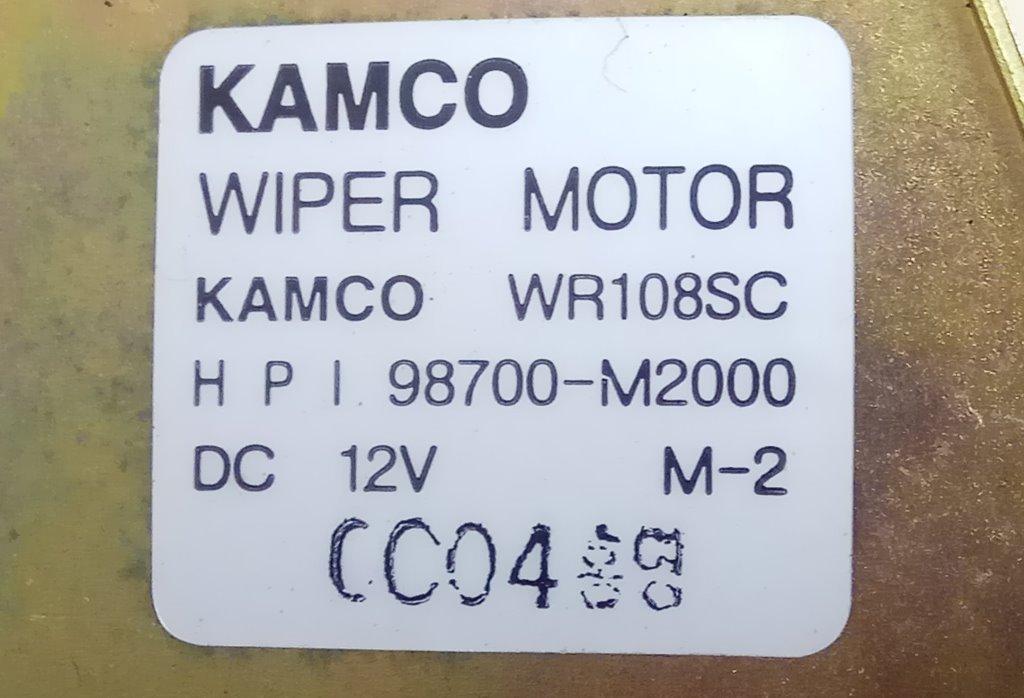 KAMCO
WIPER MOTOR
KAMCO WR108SC
H P I 98700-M2000
DC 12V M-2